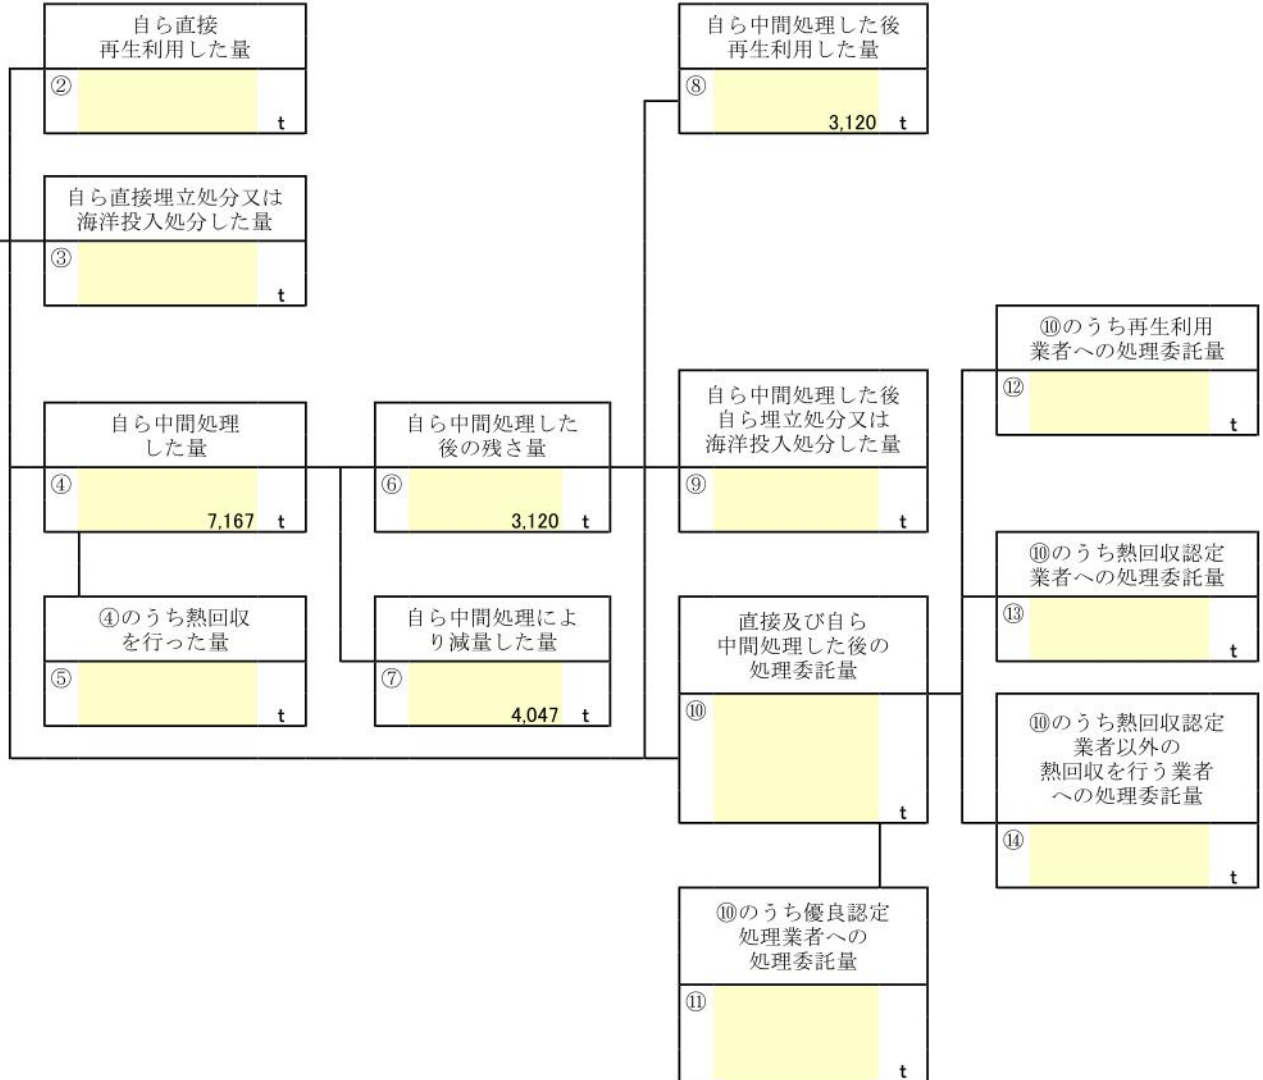 自ら直接
再生利用した量
②
t
自ら中間処理した後
再生利用した量
⑧
3,120 t
自ら直接埋立処分又は
海洋投入処分した量
③
t
⑩のうち再生利用
業者への処理委託量
⑫
t
自ら中間処理
した量
④
7,167 t
自ら中間処理した
後の残さ量
⑥
3,120 t
自ら中間処理した後
自ら埋立処分又は
海洋投入処分した量
⑨
t
⑩のうち熱回収認定
業者への処理委託量
⑬
t
④のうち熱回収
を行った量
⑤
t
自ら中間処理によ
り減量した量
⑦
4,047 t
直接及び自ら
中間処理した後の
処理委託量
⑩
t
⑩のうち熱回収認定
業者以外の
熱回収を行う業者
への処理委託量
⑭
t
⑩のうち優良認定
処理業者への
処理委託量
⑪
t